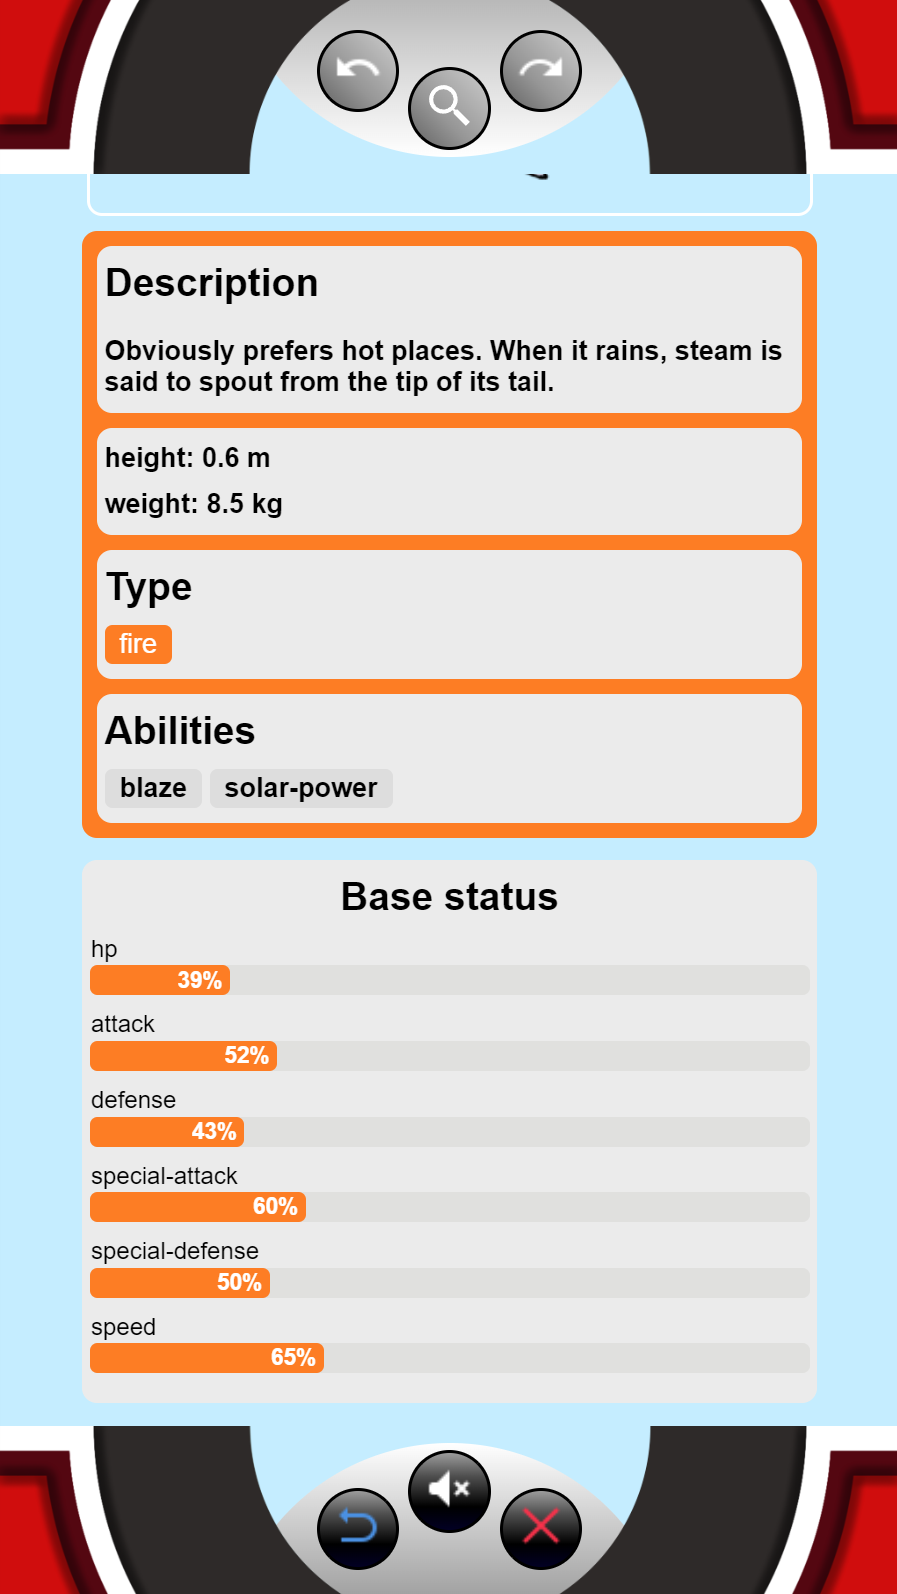 Description
Obviously prefers hot places. When it rains, steam is
said to spout from the tip of its tail.
height: 0.6 m
weight: 8.5 kg
Type
fire
Abilities
blaze solar-power
Base status
hp
39%
attack
52%
defense
43%
special-attack
60%
special-defense
50%
speed
65%